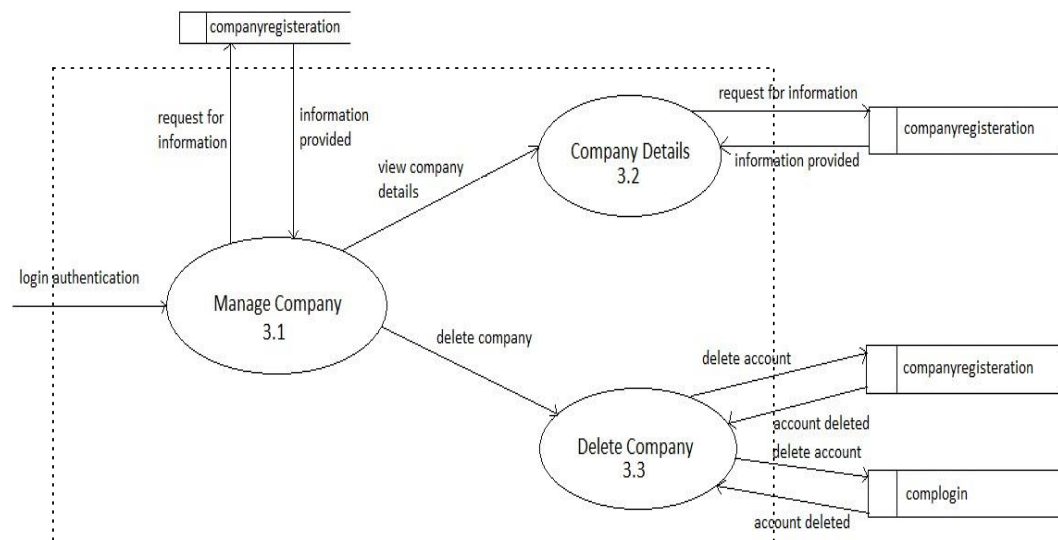 companyregisteration
request for
information
information
provided
view company
details
Company Details
3.2
request for information
companyregisteration
information provided
login authentication
Manage Company
3.1
delete company
delete account
companyregisteration
account deleted
Delete Company
3.3
delete account
complogin
account deleted